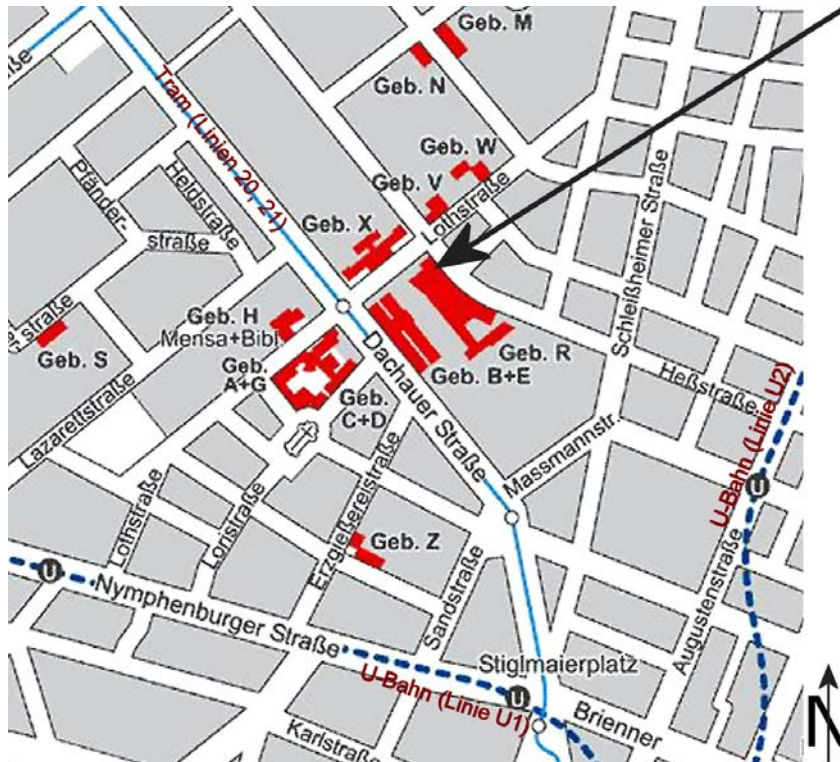 Geb. M
Geb. N
Tram (Linien 20, 21)
Geb. W
Geb. V
Lothstraße
Geb. X
Pfänder-
straße
Heldstraße
Schleißheimer Straße
Geb. H
Mensa+Bibl.
Geb. S
Geb.
A+G
Geb.
C+D
Geb. R
Geb. B+E
Dachauer Straße
Heßstraße
U-Bahn (Linie U2)
Lazarettstraße
Massmannstr.
U
Lothstraße
Loristraße
Erzgießereistraße
Geb. Z
Sandstraße
Augustenstraße
U
Nymphenburger Straße
Stiglmaierplatz
U
U-Bahn (Linie U1)
Brienner
Karlstraße
N